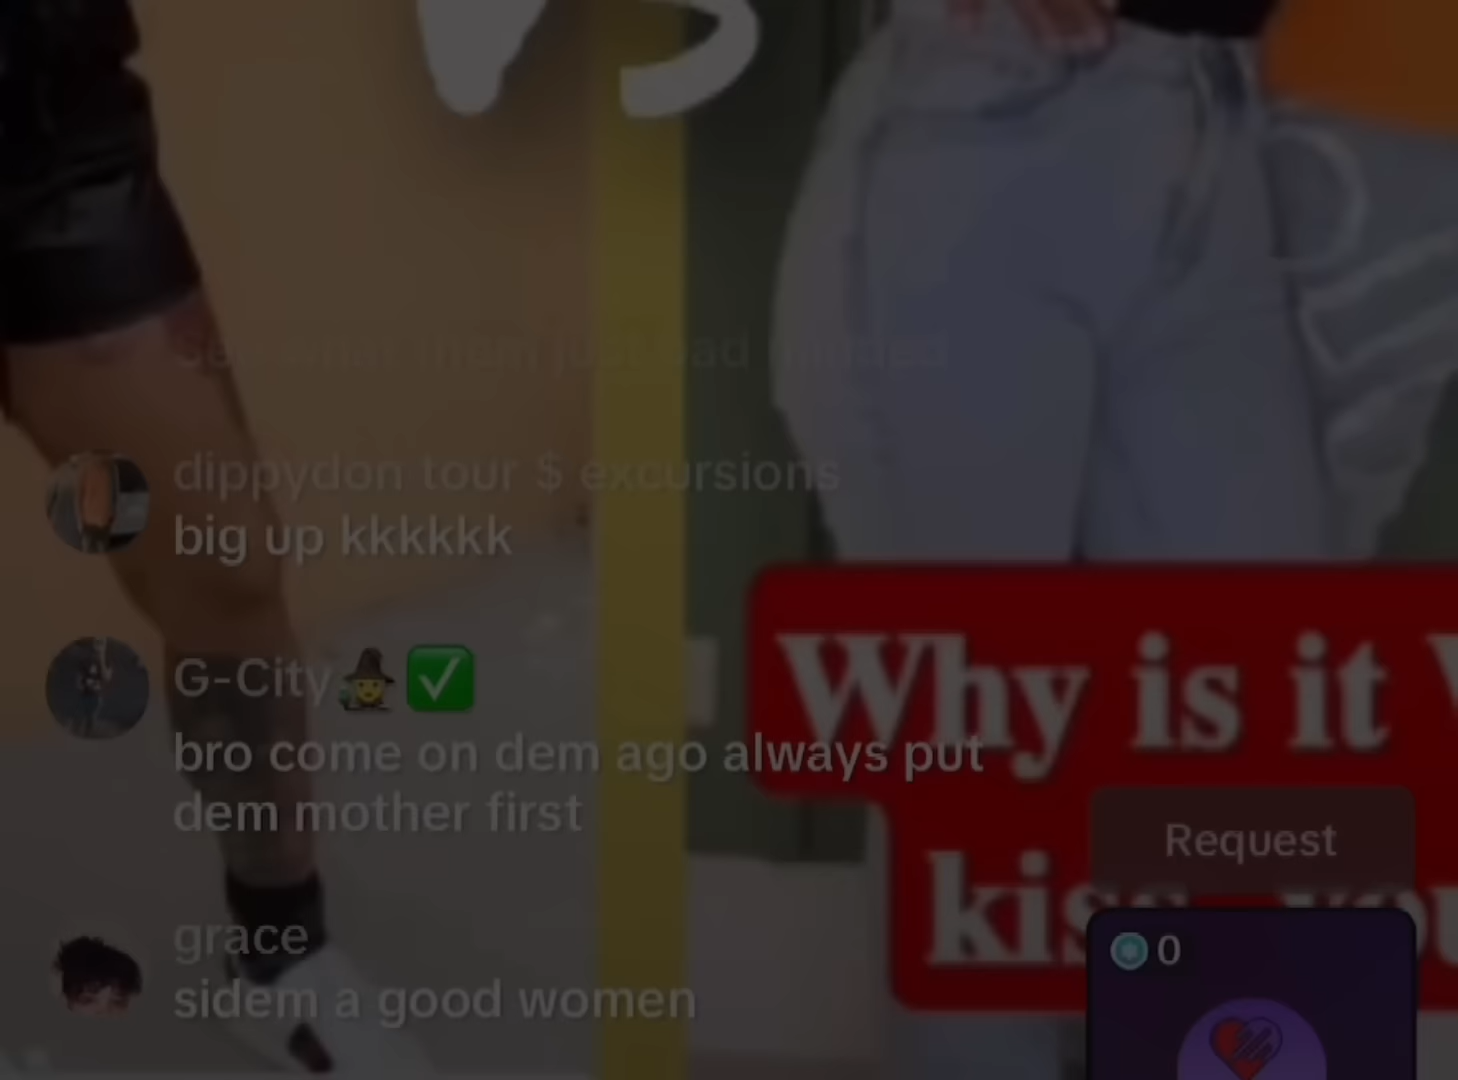 VS
dippydon tour $ excursions
big up kkkkkk
G-City
bro come on dem ago always put
dem mother first
grace
sidem a good women
Why is it
Request
0